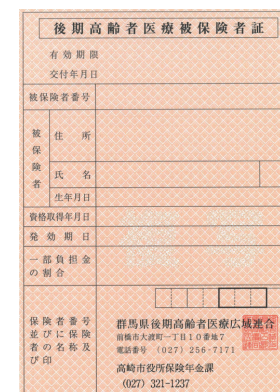 後期高齢者医療被保険者証
有効期限
交付年月日
被保険者番号
被保険者
住所
氏名
生年月日
資格取得年月日
発効期日
一部負担金
の割合
保険者番号
並びに保険
者の名称及
び印
群馬県後期高齢者医療広域連合
前橋市大渡町一丁目10番地7
電話番号 (027) 256-7171
高崎市役所保険年金課
(027) 321-1237